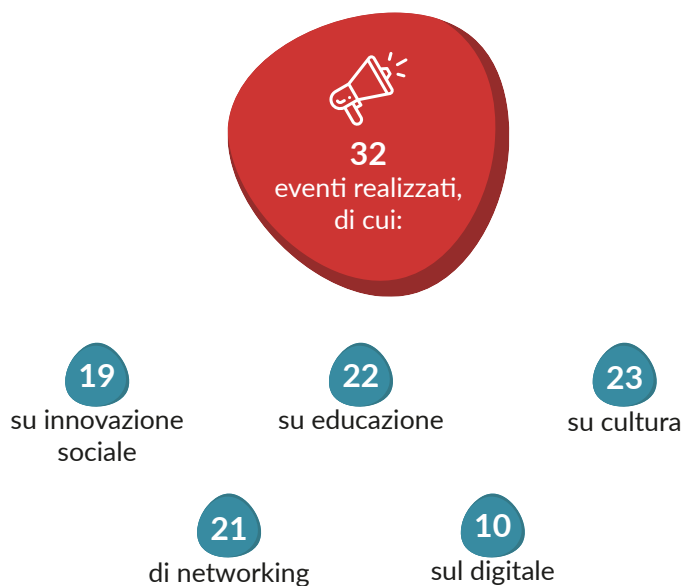 32
eventi realizzati,
di cui:
19
su innovazione
sociale
22
su educazione
23
su cultura
21
di networking
10
sul digitale